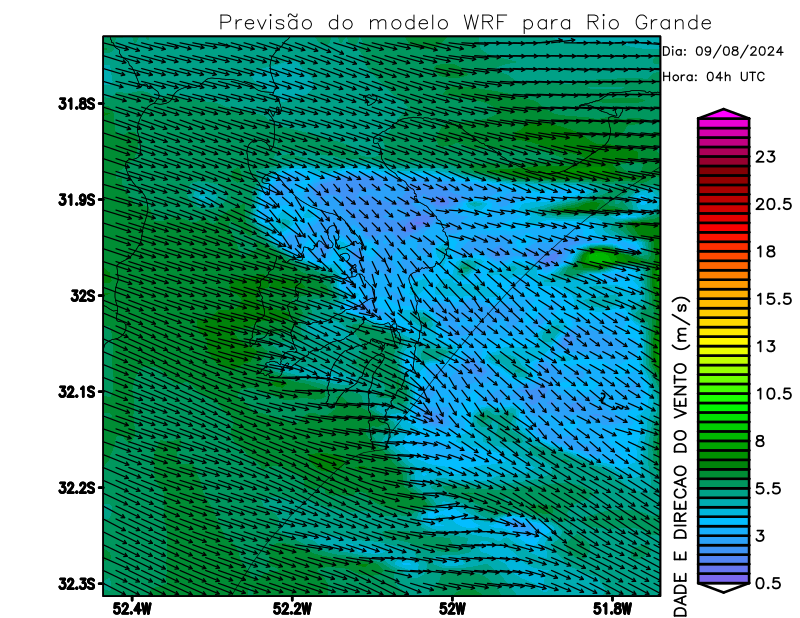 Previsão do modelo WRF para Rio Grande
Dia: 09/08/2024
Hora: 04h UTC
31.8S
31.9S
32S
32.1S
32.2S
32.3S
52.4W
52.2W
52W
51.8W
DADE E DIRECAO DO VENTO (m/s)
23
20.5
18
15.5
13
10.5
8
5.5
3
0.5